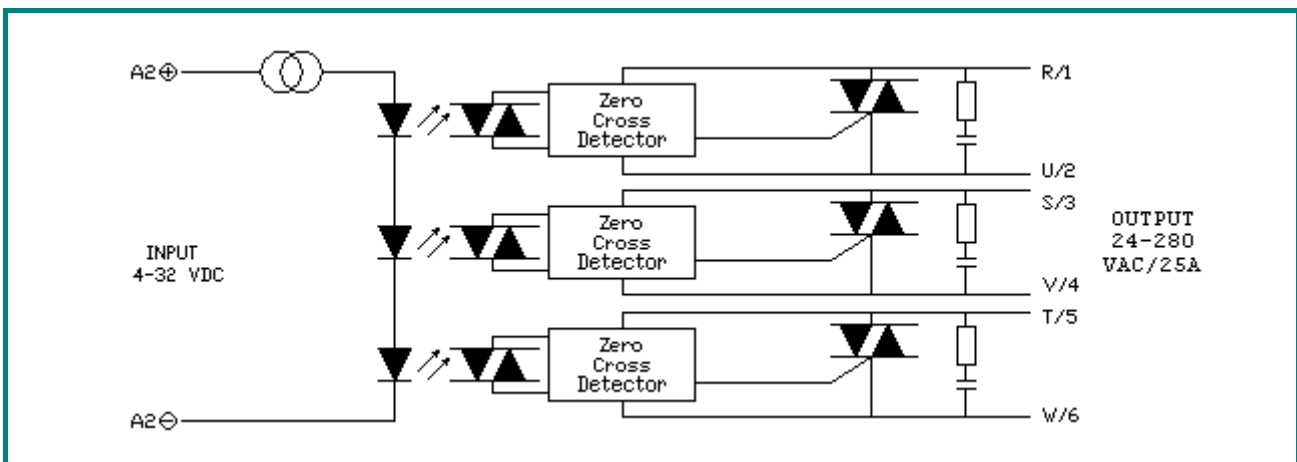 A2⊕
Zero
Cross
Detector
R/1
U/2
INPUT
4-32 VDC
Zero
Cross
Detector
S/3
V/4
OUTPUT
24-280
VAC/25A
Zero
Cross
Detector
T/5
W/6
A2⊖